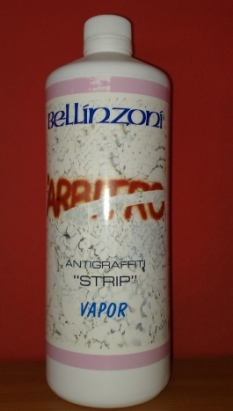 Bellinzoni
ANTIGRAFFITI
"STRIP"
VAPOR